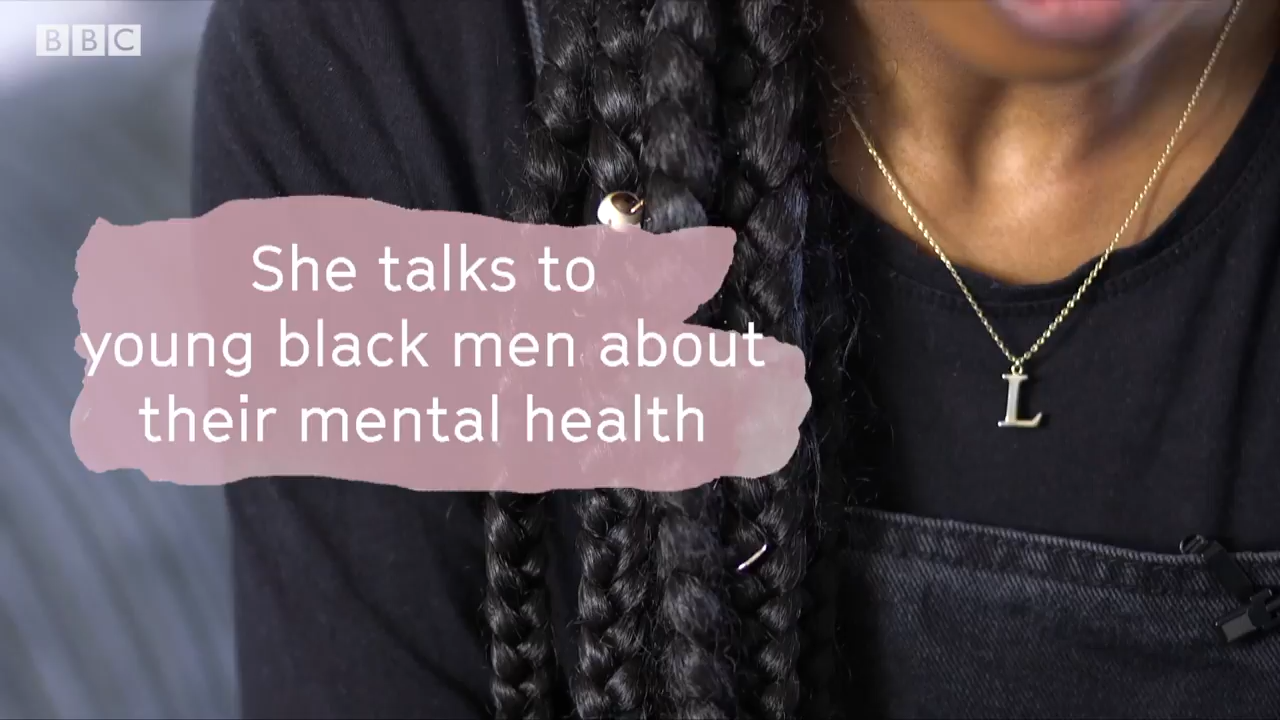 BBC
She talks to
young black men about
their mental health
L